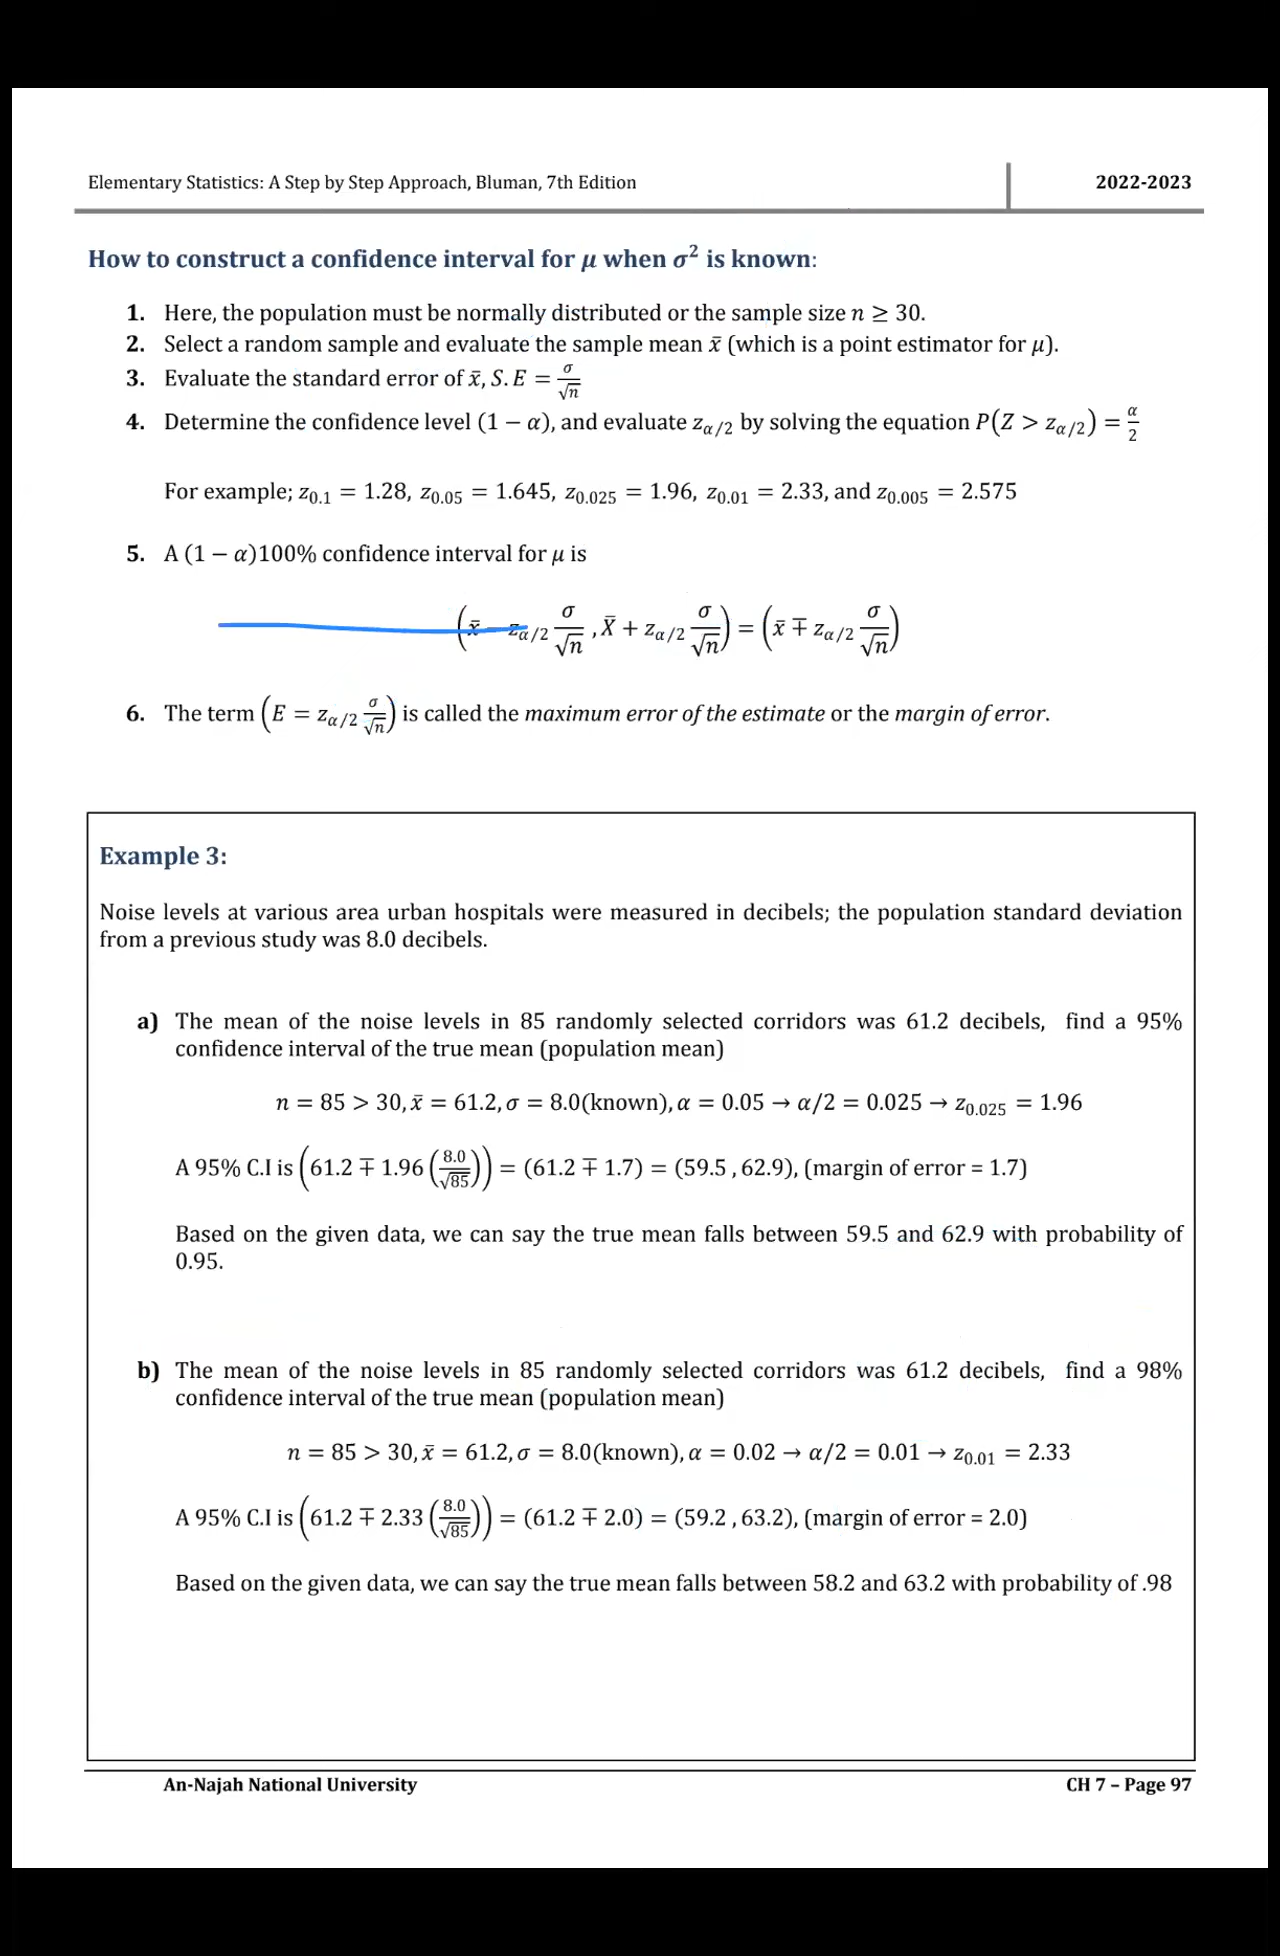 Elementary Statistics: A Step by Step Approach, Bluman, 7th Edition 2022-2023
How to construct a confidence interval for μ when σ² is known:
1. Here, the population must be normally distributed or the sample size n ≥ 30.
2. Select a random sample and evaluate the sample mean x̄ (which is a point estimator for μ).
3. Evaluate the standard error of x̄, S. E = σ/√n
4. Determine the confidence level (1 − α), and evaluate z_{α/2} by solving the equation P(Z > z_{α/2}) = α/2
For example; z_{0.1} = 1.28, z_{0.05} = 1.645, z_{0.025} = 1.96, z_{0.01} = 2.33, and z_{0.005} = 2.575
5. A (1 − α)100% confidence interval for μ is
(x̄ − z_{α/2} σ/√n , X̄ + z_{α/2} σ/√n) = (x̄ ∓ z_{α/2} σ/√n)
6. The term (E = z_{α/2} σ/√n) is called the maximum error of the estimate or the margin of error.
Example 3:
Noise levels at various area urban hospitals were measured in decibels; the population standard deviation
from a previous study was 8.0 decibels.
a) The mean of the noise levels in 85 randomly selected corridors was 61.2 decibels, find a 95%
confidence interval of the true mean (population mean)
n = 85 > 30, x̄ = 61.2, σ = 8.0(known), α = 0.05 → α/2 = 0.025 → z_{0.025} = 1.96
A 95% C.I is (61.2 ∓ 1.96 (8.0/√85)) = (61.2 ∓ 1.7) = (59.5 , 62.9), (margin of error = 1.7)
Based on the given data, we can say the true mean falls between 59.5 and 62.9 with probability of
0.95.
b) The mean of the noise levels in 85 randomly selected corridors was 61.2 decibels, find a 98%
confidence interval of the true mean (population mean)
n = 85 > 30, x̄ = 61.2, σ = 8.0(known), α = 0.02 → α/2 = 0.01 → z_{0.01} = 2.33
A 95% C.I is (61.2 ∓ 2.33 (8.0/√85)) = (61.2 ∓ 2.0) = (59.2 , 63.2), (margin of error = 2.0)
Based on the given data, we can say the true mean falls between 58.2 and 63.2 with probability of .98
An-Najah National University CH 7 – Page 97